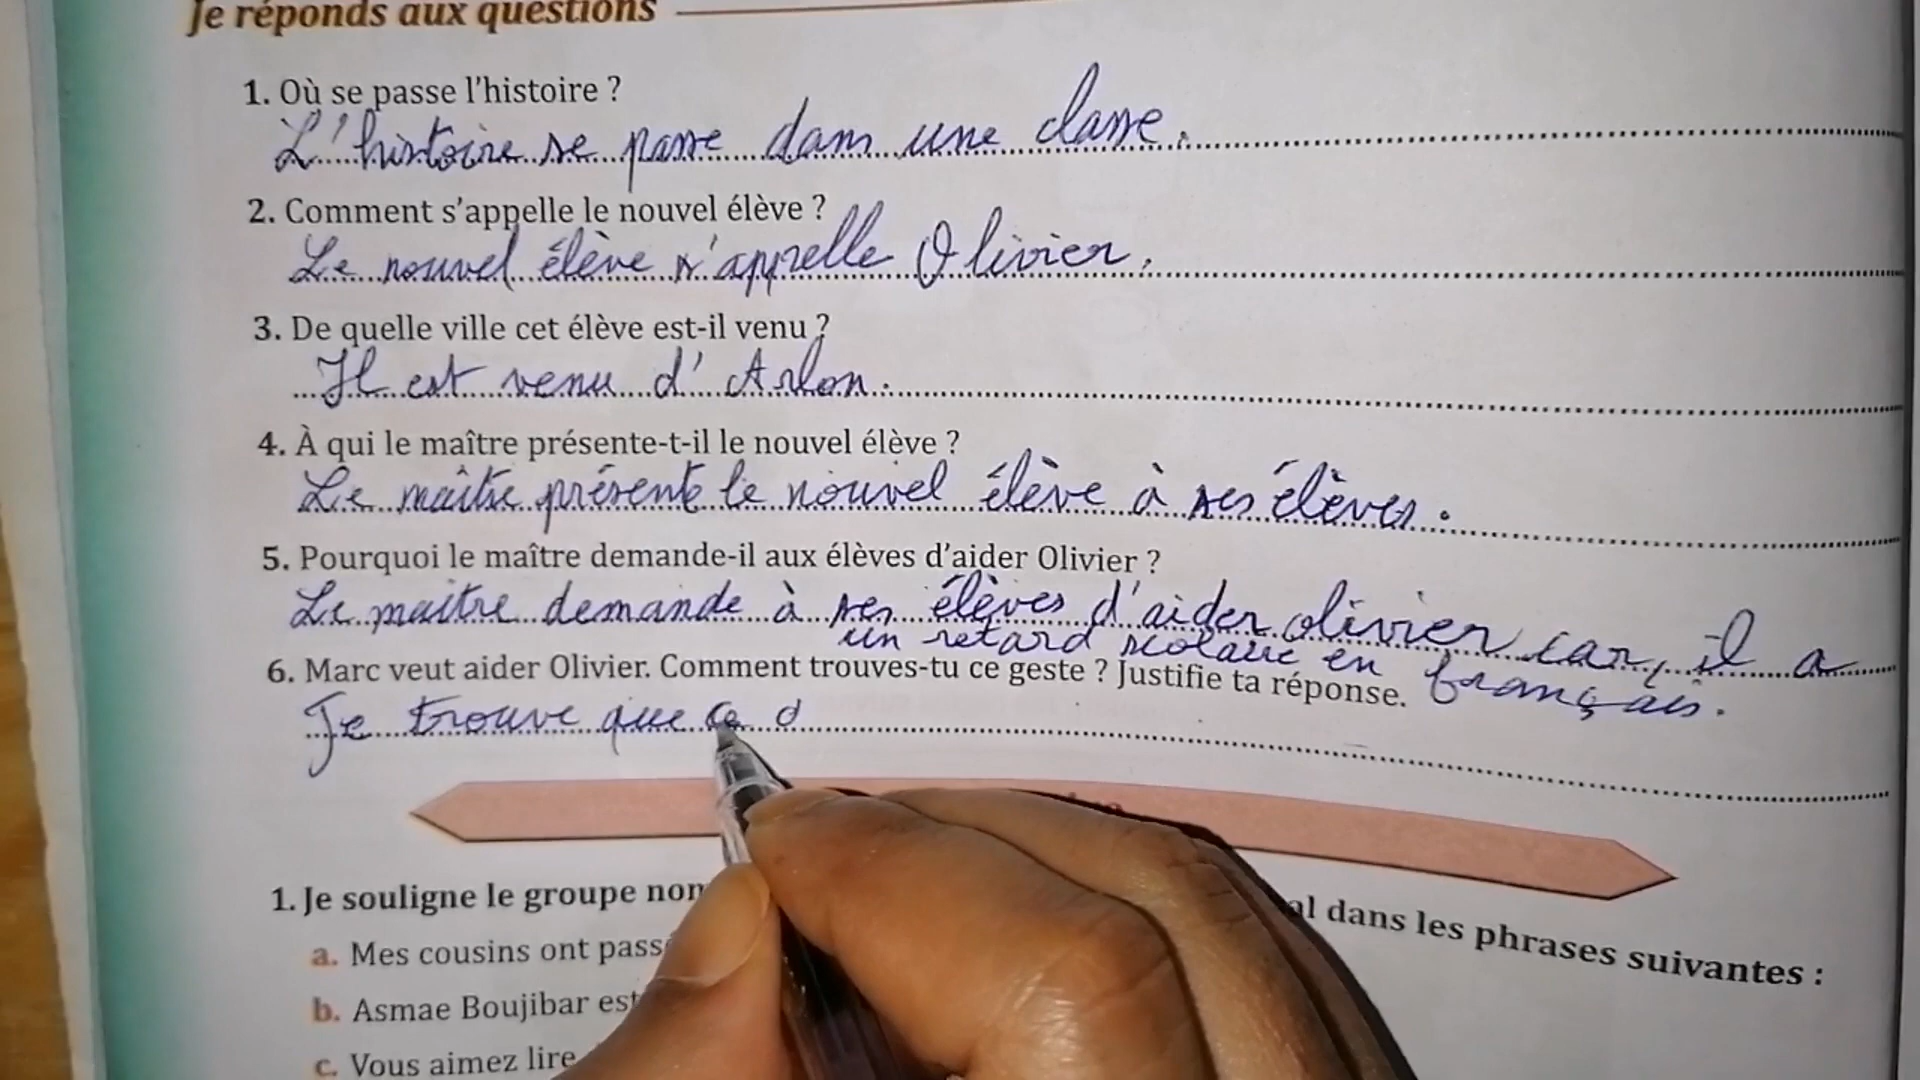 Je réponds aux questions
1. Où se passe l'histoire ?
L'histoire se passe dans une classe.
2. Comment s'appelle le nouvel élève ?
Le nouvel élève s'appelle Olivier.
3. De quelle ville cet élève est-il venu ?
Il est venu d'Arlon.
4. À qui le maître présente-t-il le nouvel élève ?
Le maître présente le nouvel élève à ses élèves.
5. Pourquoi le maître demande-il aux élèves d'aider Olivier ?
Le maître demande à ses élèves d'aider olivier car, il a
un retard scolaire en français.
6. Marc veut aider Olivier. Comment trouves-tu ce geste ? Justifie ta réponse.
Je trouve que ce
1. Je souligne le groupe al dans les phrases suivantes :
a. Mes cousins ont
b. Asmae Boujibar
c. Vous aimez lire